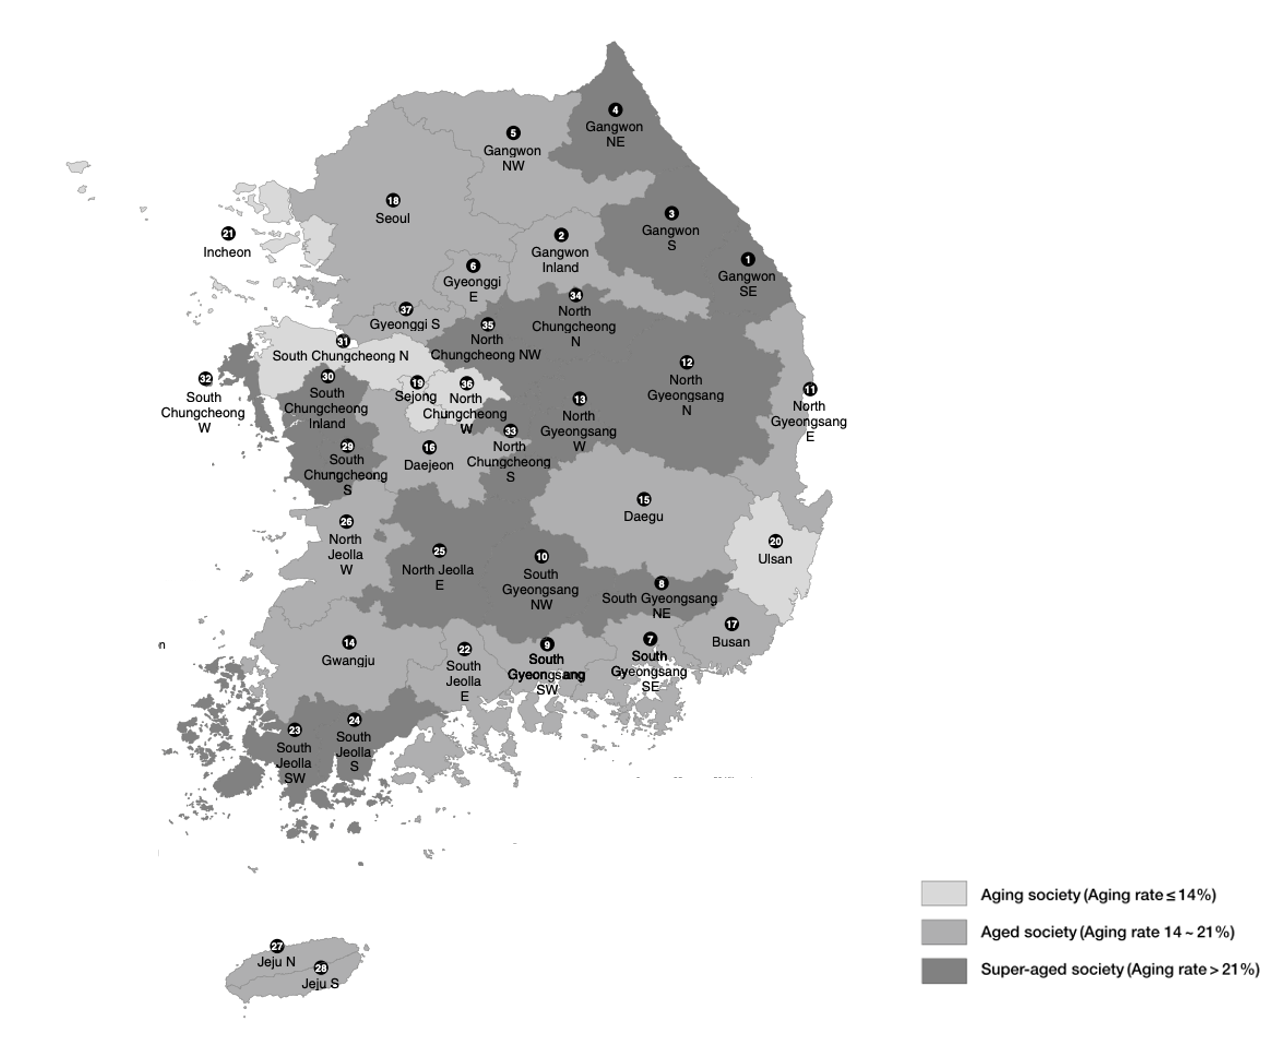 4
Gangwon
NE
5
Gangwon
NW
18
Seoul
3
Gangwon
S
21
Incheon
2
Gangwon
Inland
1
Gangwon
SE
6
Gyeonggi
E
34
North
Chungcheong
N
37
Gyeonggi S
35
North
Chungcheong NW
31
South Chungcheong N
12
North
Gyeongsang
N
32
South
Chungcheong
W
30
South
Chungcheong
Inland
19
Sejong
36
North
Chungcheong
W
13
North
Gyeongsang
W
11
North
Gyeongsang
E
33
North
Chungcheong
S
29
South
Chungcheong
S
16
Daejeon
15
Daegu
26
North
Jeolla
W
20
Ulsan
25
North Jeolla
E
10
South
Gyeongsang
NW
8
South Gyeongsang
NE
17
Busan
14
Gwangju
22
South
Jeolla
E
9
South
Gyeongsang
SW
7
South
Gyeongsang
SE
n
23
South
Jeolla
SW
24
South
Jeolla
S
27
Jeju N
28
Jeju S
Aging society (Aging rate ≤ 14%)
Aged society (Aging rate 14 ~ 21%)
Super-aged society (Aging rate > 21%)